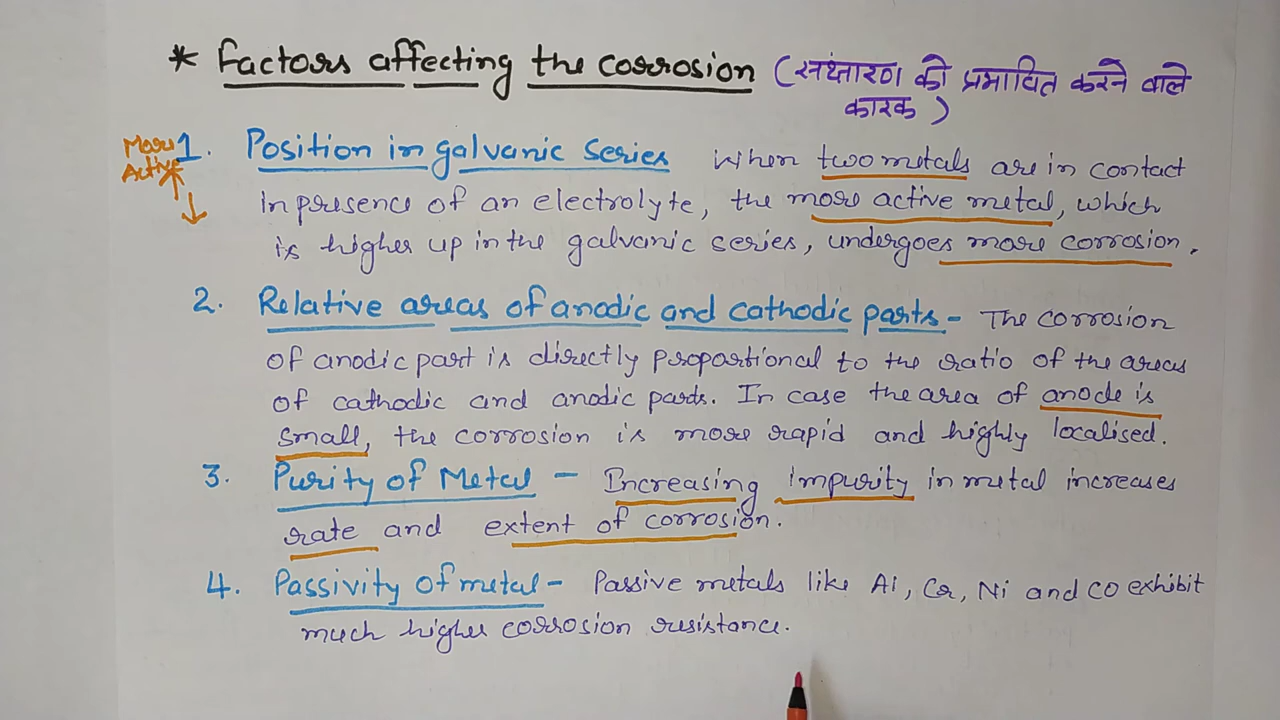 * Factors affecting the corrosion (संक्षारण को प्रभावित करने वाले
कारक)
More
Active
1. Position in galvanic series When two metals are in contact
in presence of an electrolyte, the more active metal, which
is higher up in the galvanic series, undergoes more corrosion.
2. Relative areas of anodic and cathodic parts - The corrosion
of anodic part is directly proportional to the ratio of the areas
of cathodic and anodic parts. In case the area of anode is
small, the corrosion is more rapid and highly localised.
3. Purity of Metal - Increasing impurity in metal increases
rate and extent of corrosion.
4. Passivity of metal - Passive metals like Al, Cr, Ni and CO exhibit
much higher corrosion resistance.